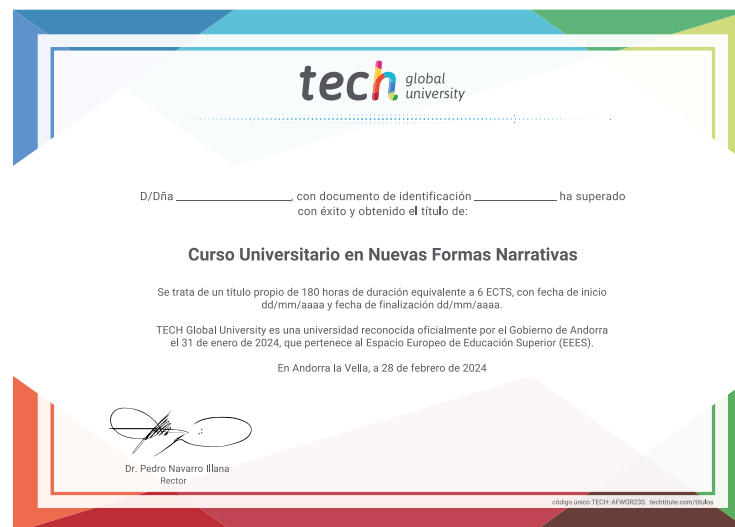 tech global
university
D/Dña ____________, con documento de identificación ____________ ha superado
con éxito y obtenido el título de:
Curso Universitario en Nuevas Formas Narrativas
Se trata de un título propio de 180 horas de duración equivalente a 6 ECTS, con fecha de inicio
dd/mm/aaaa y fecha de finalización dd/mm/aaaa.
TECH Global University es una universidad reconocida oficialmente por el Gobierno de Andorra
el 31 de enero de 2024, que pertenece al Espacio Europeo de Educación Superior (EEES).
En Andorra la Vella, a 28 de febrero de 2024
Dr. Pedro Navarro Illana
Rector
código único TECH: AFWOR23S techtitute.com/titulos